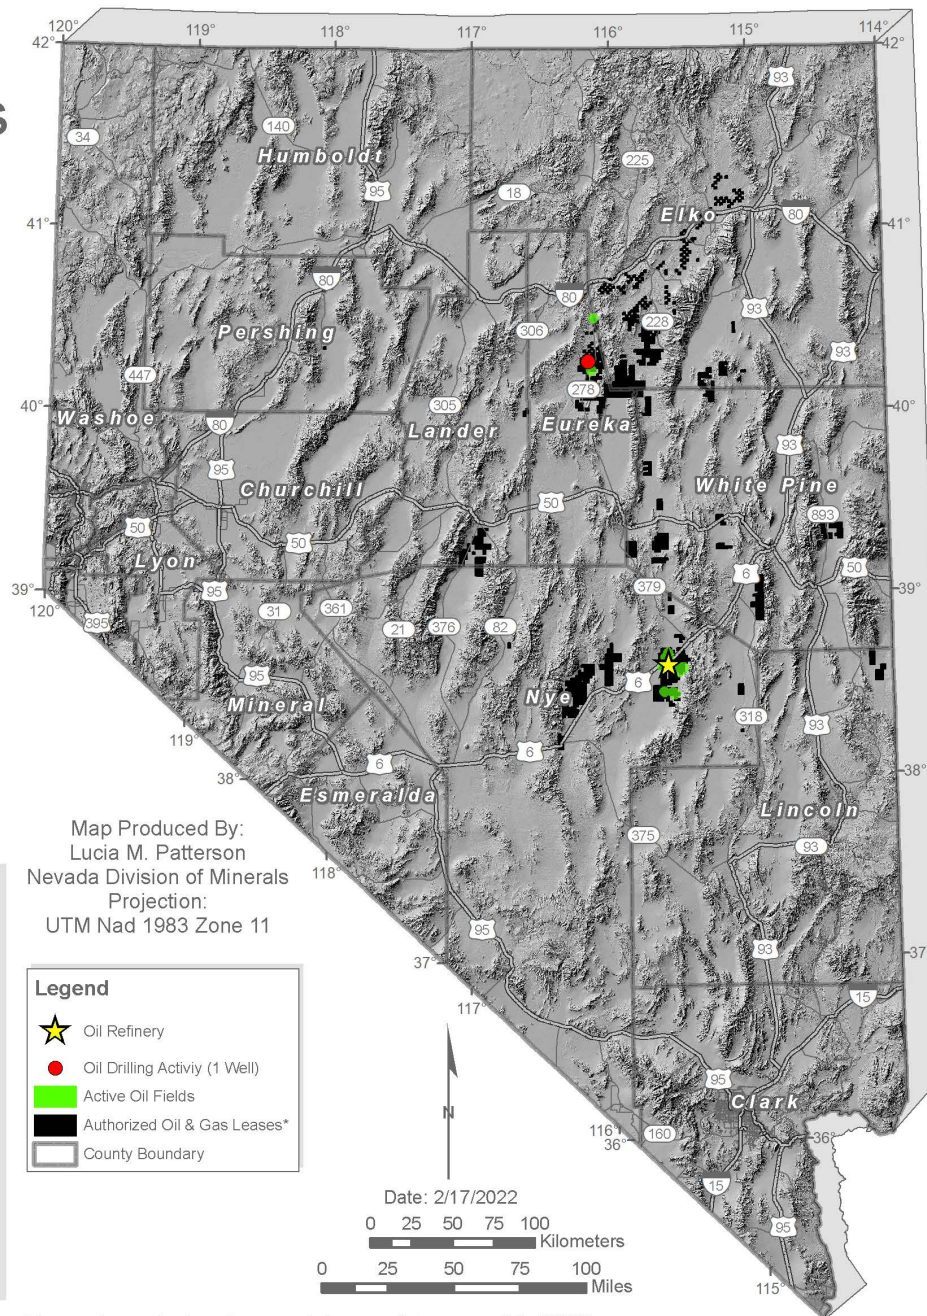 120°
119°
118°
117°
116°
115°
114°
42°
42°
s
93
34
140
Humboldt
225
95
18
41°
Elko
80
41°
80
80
93
Pershing
306
228
93
447
278
40°
305
40°
Washoe
80
Lander
Eureka
93
95
White Pine
Churchill
50
893
50
50
Lyon
6
50
39°
95
379
39°
120°
31
361
395
21
376
82
95
6
Nye
Mineral
318
93
119°
6
6
38°
38°
Esmeralda
Lincoln
Map Produced By:
Lucia M. Patterson
Nevada Division of Minerals
Projection:
UTM Nad 1983 Zone 11
375
93
118°
95
93
37°
37°
Legend
Oil Refinery
Oil Drilling Activiy (1 Well)
Active Oil Fields
Authorized Oil & Gas Leases*
County Boundary
15
117°
95
Clark
N
116°
36°
160
36°
15
Date: 2/17/2022
0 25 50 75 100
Kilometers
95
0 25 50 75 100
Miles
115°